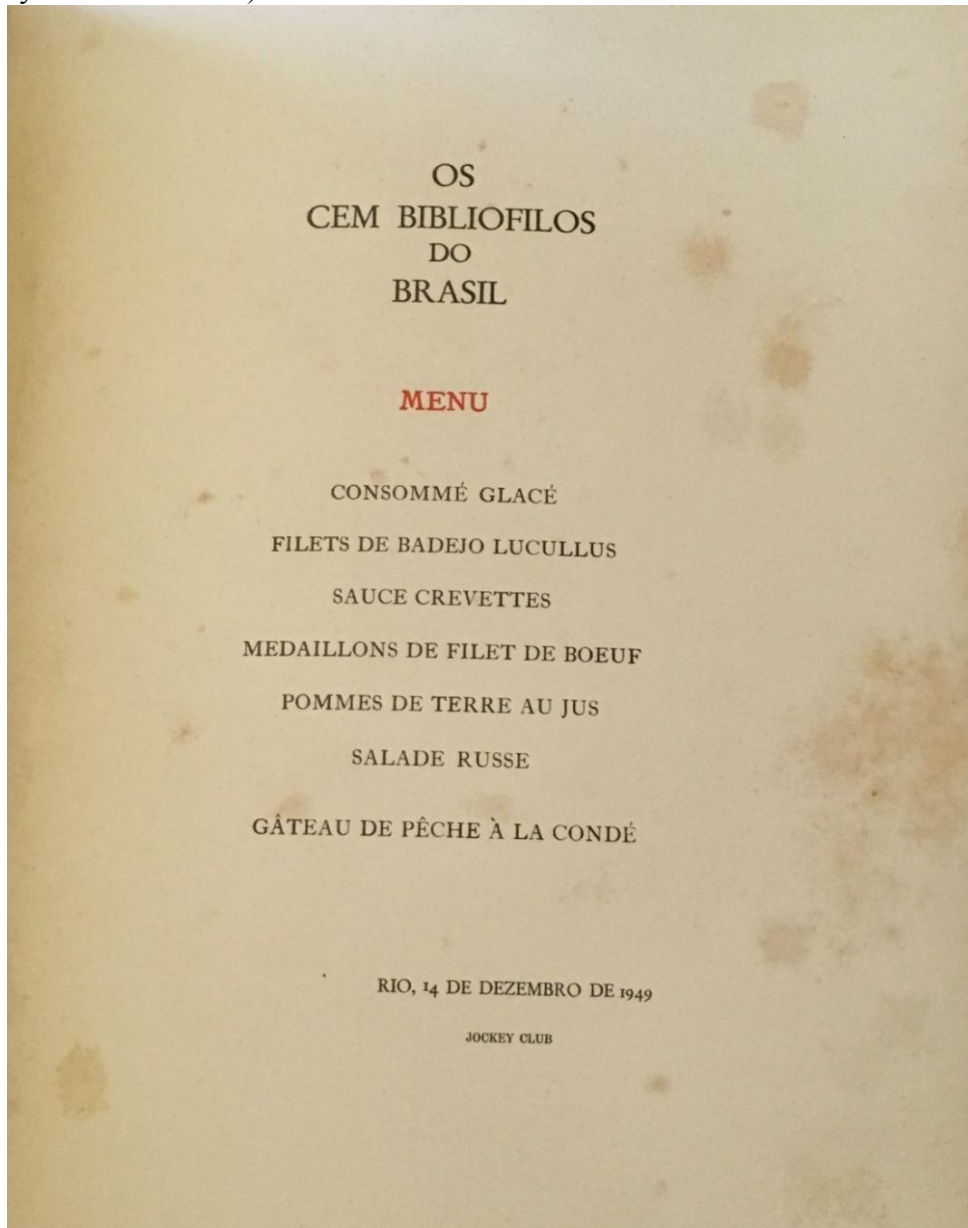 OS
CEM BIBLIOFILOS
DO
BRASIL
MENU
CONSOMMÉ GLACÉ
FILETS DE BADEJO LUCULLUS
SAUCE CREVETTES
MEDAILLONS DE FILET DE BOEUF
POMMES DE TERRE AU JUS
SALADE RUSSE
GÂTEAU DE PÊCHE À LA CONDÉ
RIO, 14 DE DEZEMBRO DE 1949
JOCKEY CLUB